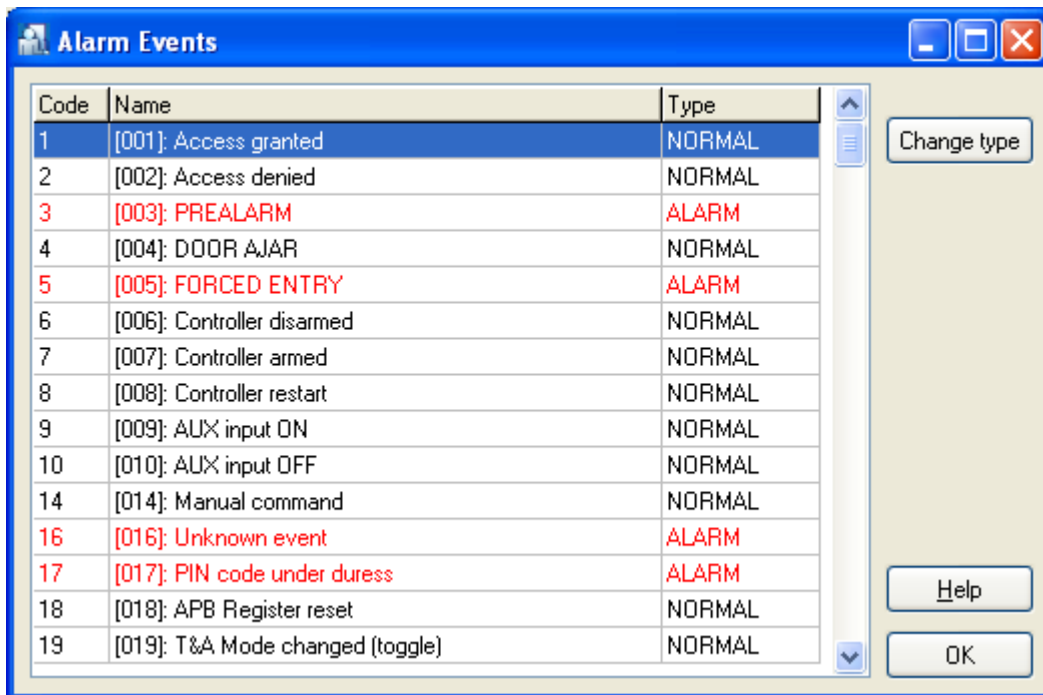 Alarm Events
Code Name Type
1 [001]: Access granted NORMAL
Change type
2 [002]: Access denied NORMAL
3 [003]: PREALARM ALARM
4 [004]: DOOR AJAR NORMAL
5 [005]: FORCED ENTRY ALARM
6 [006]: Controller disarmed NORMAL
7 [007]: Controller armed NORMAL
8 [008]: Controller restart NORMAL
9 [009]: AUX input ON NORMAL
10 [010]: AUX input OFF NORMAL
14 [014]: Manual command NORMAL
16 [016]: Unknown event ALARM
17 [017]: PIN code under duress ALARM
Help
18 [018]: APB Register reset NORMAL
19 [019]: T&A Mode changed (toggle) NORMAL
OK